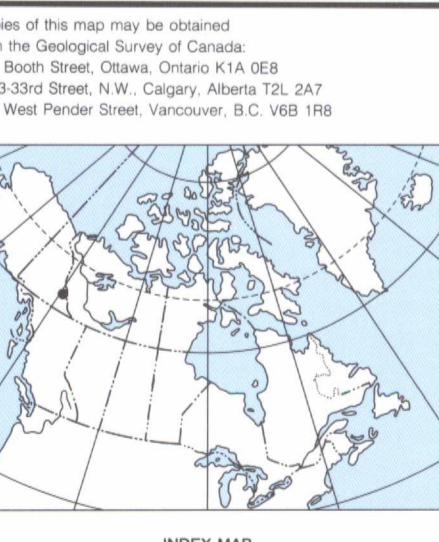 pies of this map may be obtained
the Geological Survey of Canada:
Booth Street, Ottawa, Ontario K1A 0E8
3-33rd Street, N.W., Calgary, Alberta T2L 2A7
West Pender Street, Vancouver, B.C. V6B 1R8
INDEX MAP